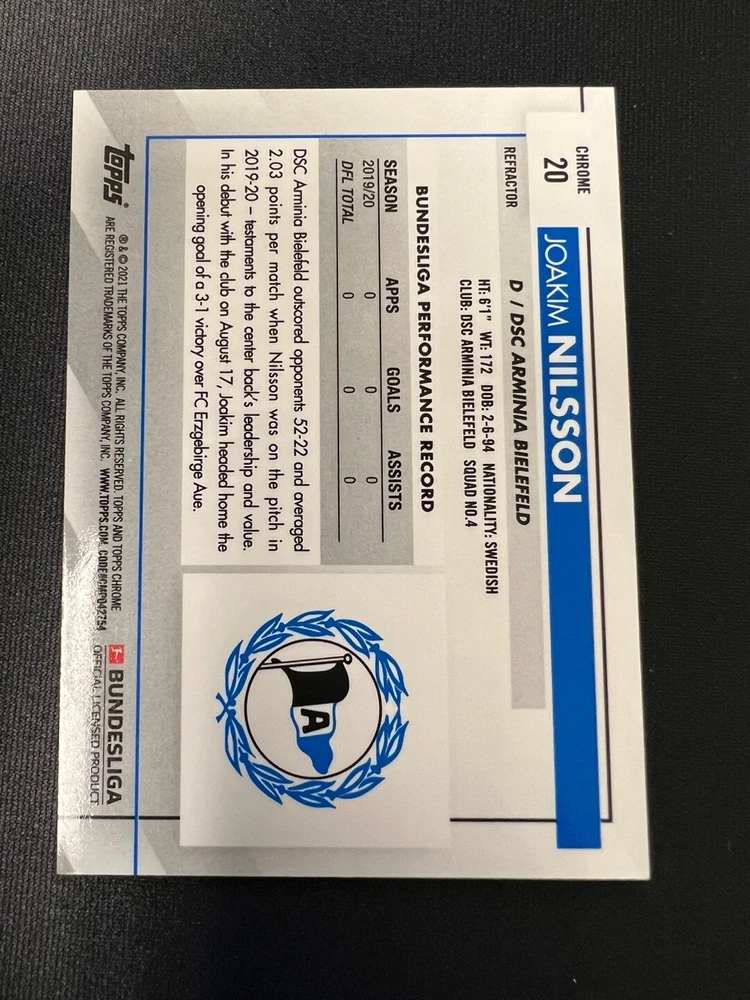 CHROME
20
JOAKIM NILSSON
REFRACTOR
D / DSC ARMINIA BIELEFELD
HT: 6'1" WT: 172 DOB: 2-6-94 NATIONALITY: SWEDISH
CLUB: DSC ARMINIA BIELEFELD SQUAD NO.4
BUNDESLIGA PERFORMANCE RECORD
SEASON APPS GOALS ASSISTS
2019/20 0 0 0
DFL TOTAL 0 0 0
DSC Arminia Bielefeld outscored opponents 52-22 and averaged
2.03 points per match when Nilsson was on the pitch in
2019-20 – testaments to the center back's leadership and value.
In his debut with the club on August 17, Joakim headed home the
opening goal of a 3-1 victory over FC Erzgebirge Aue.
A
topps®
® & © 2021 THE TOPPS COMPANY, INC. ALL RIGHTS RESERVED. TOPPS AND TOPPS CHROME
ARE REGISTERED TRADEMARKS OF THE TOPPS COMPANY, INC. WWW.TOPPS.COM CODE#CMP042754
BUNDESLIGA
OFFICIAL LICENSED PRODUCT